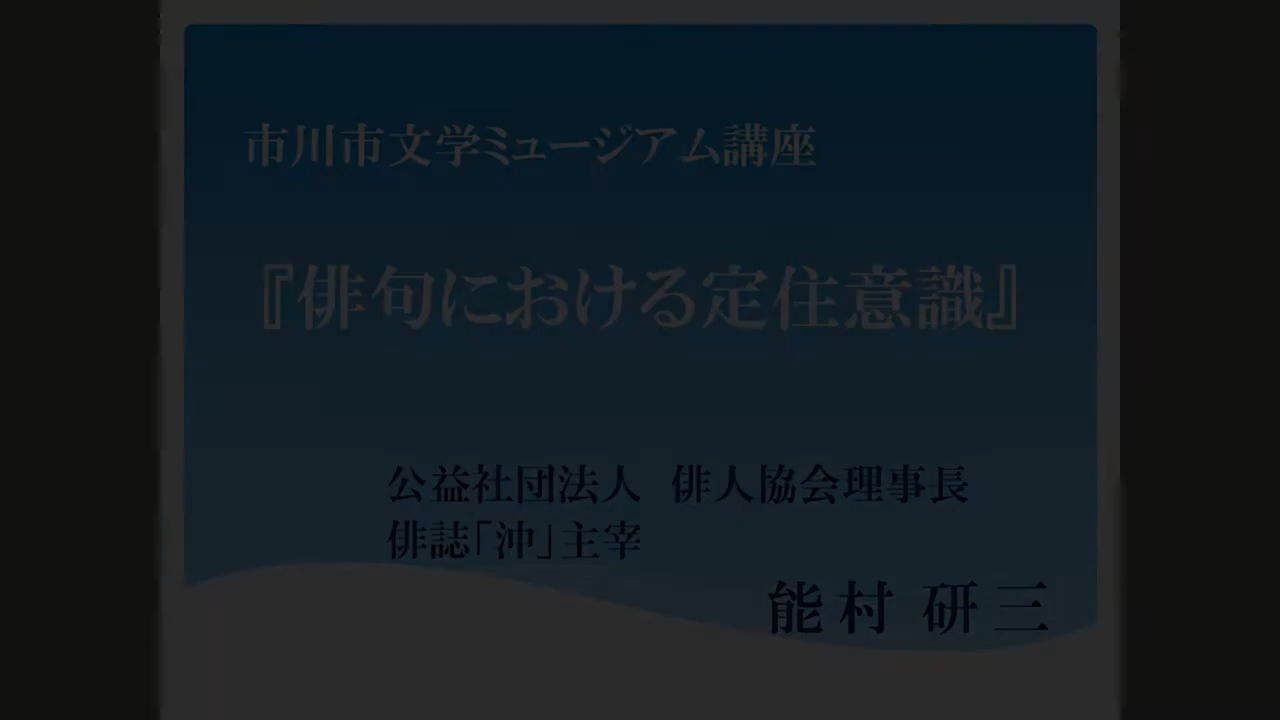 市川市文学ミュージアム講座
『俳句における定住意識』
公益社団法人 俳人協会理事長
俳誌「沖」主宰
能村 研三